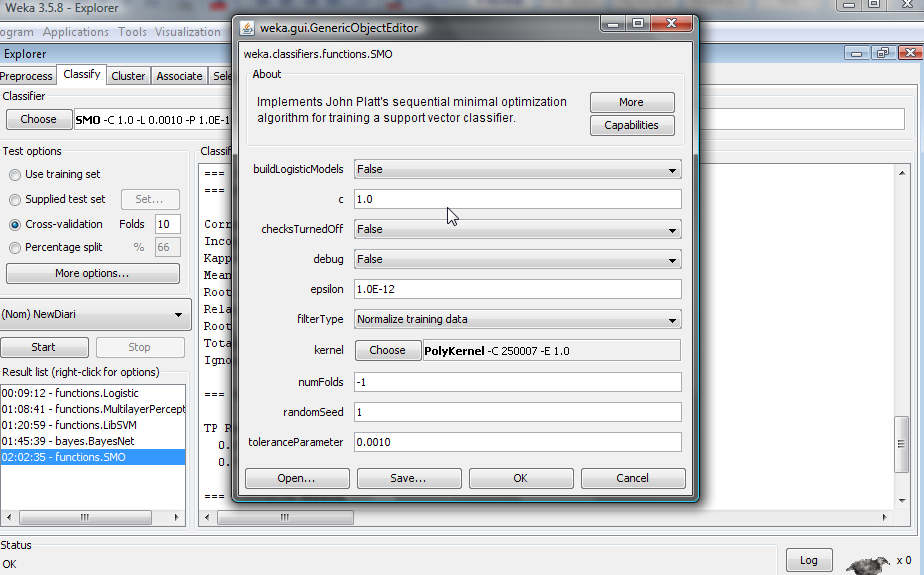 Weka 3.5.8 - Explorer
ogram Applications Tools Visualization
Explorer
Preprocess Classify Cluster Associate Sele
Classifier
Choose SMO -C 1.0 -L 0.0010 -P 1.0E-1
Test options
Use training set
Supplied test set Set...
Cross-validation Folds 10
Percentage split % 66
More options...
(Nom) NewDiari
Start Stop
Result list (right-click for options)
00:09:12 - functions.Logistic
01:08:41 - functions.MultilayerPercept
01:20:59 - functions.LibSVM
01:45:39 - bayes.BayesNet
02:02:35 - functions.SMO
Classif
===
===
Corr
Inco
Kapp
Mean
Root
Rela
Root
Tota
Igno
===
TP R
0.
0.
===
weka.gui.GenericObjectEditor
weka.classifiers.functions.SMO
About
Implements John Platt's sequential minimal optimization
algorithm for training a support vector classifier.
More
Capabilities
buildLogisticModels False
c 1.0
checksTurnedOff False
debug False
epsilon 1.0E-12
filterType Normalize training data
kernel Choose PolyKernel -C 250007 -E 1.0
numFolds -1
randomSeed 1
toleranceParameter 0.0010
Open... Save... OK Cancel
Status
OK
Log x 0